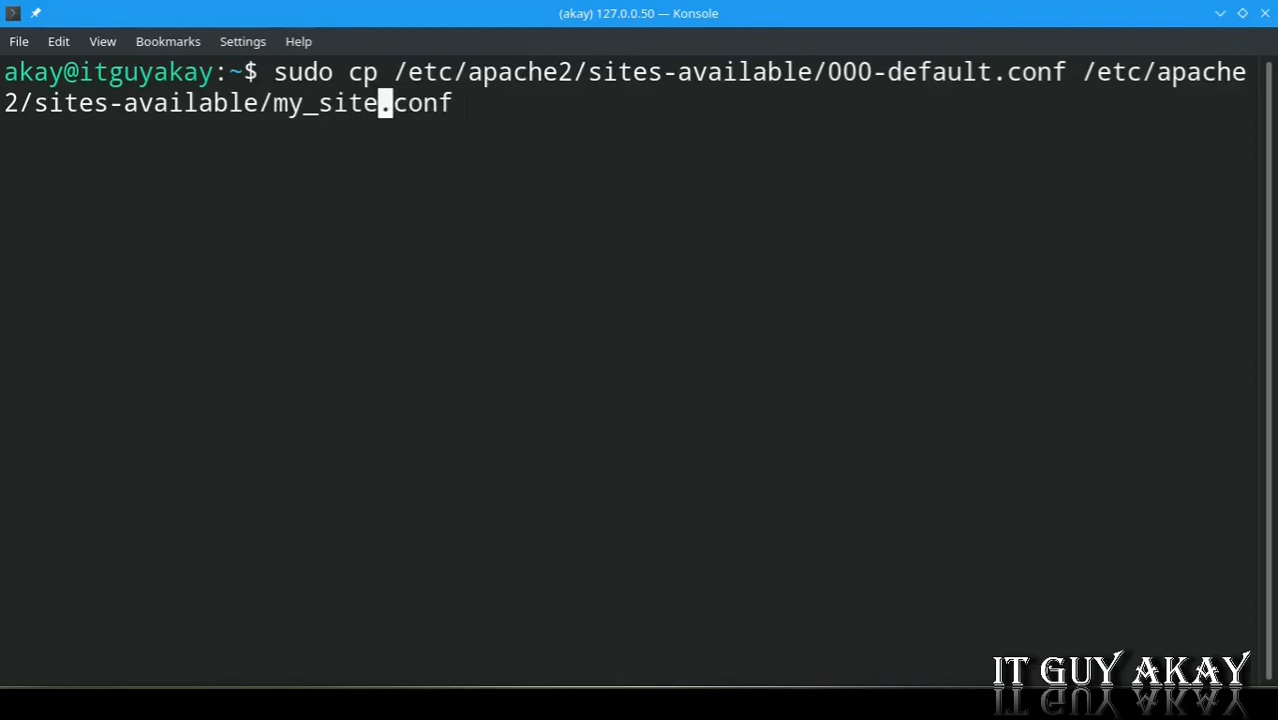 (akay) 127.0.0.50 — Konsole
File Edit View Bookmarks Settings Help
akay@itguyakay:~$ sudo cp /etc/apache2/sites-available/000-default.conf /etc/apache
2/sites-available/my_site.conf
IT GUY AKAY